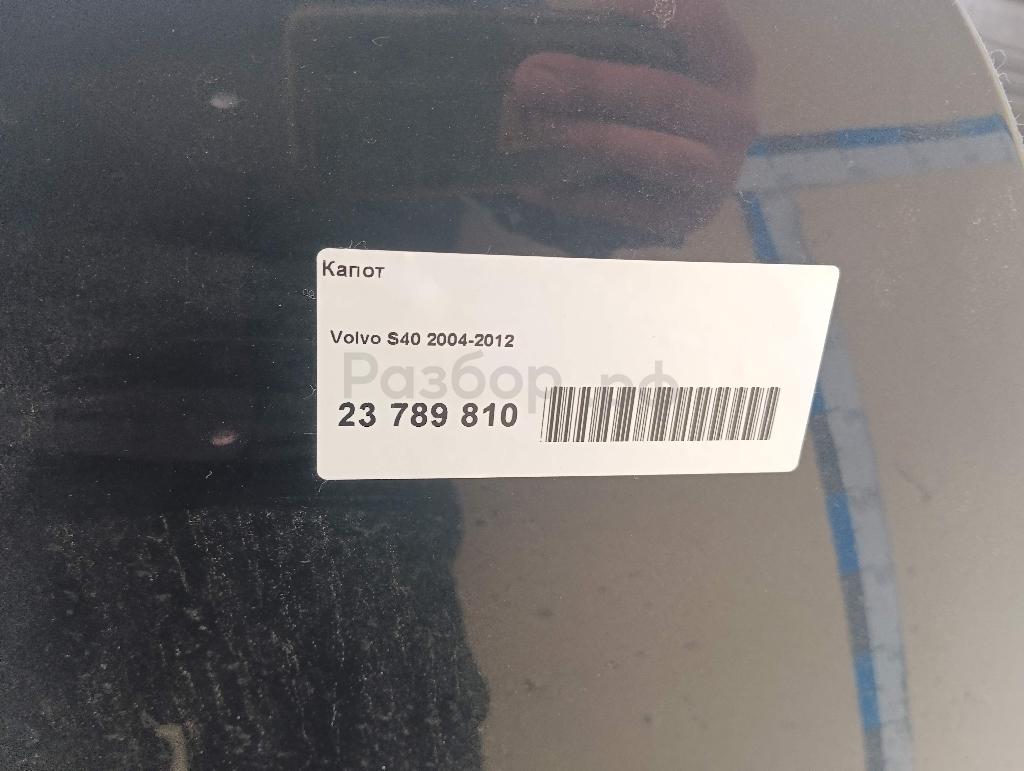 Капот
Volvo S40 2004-2012
Разбор.рф
23 789 810